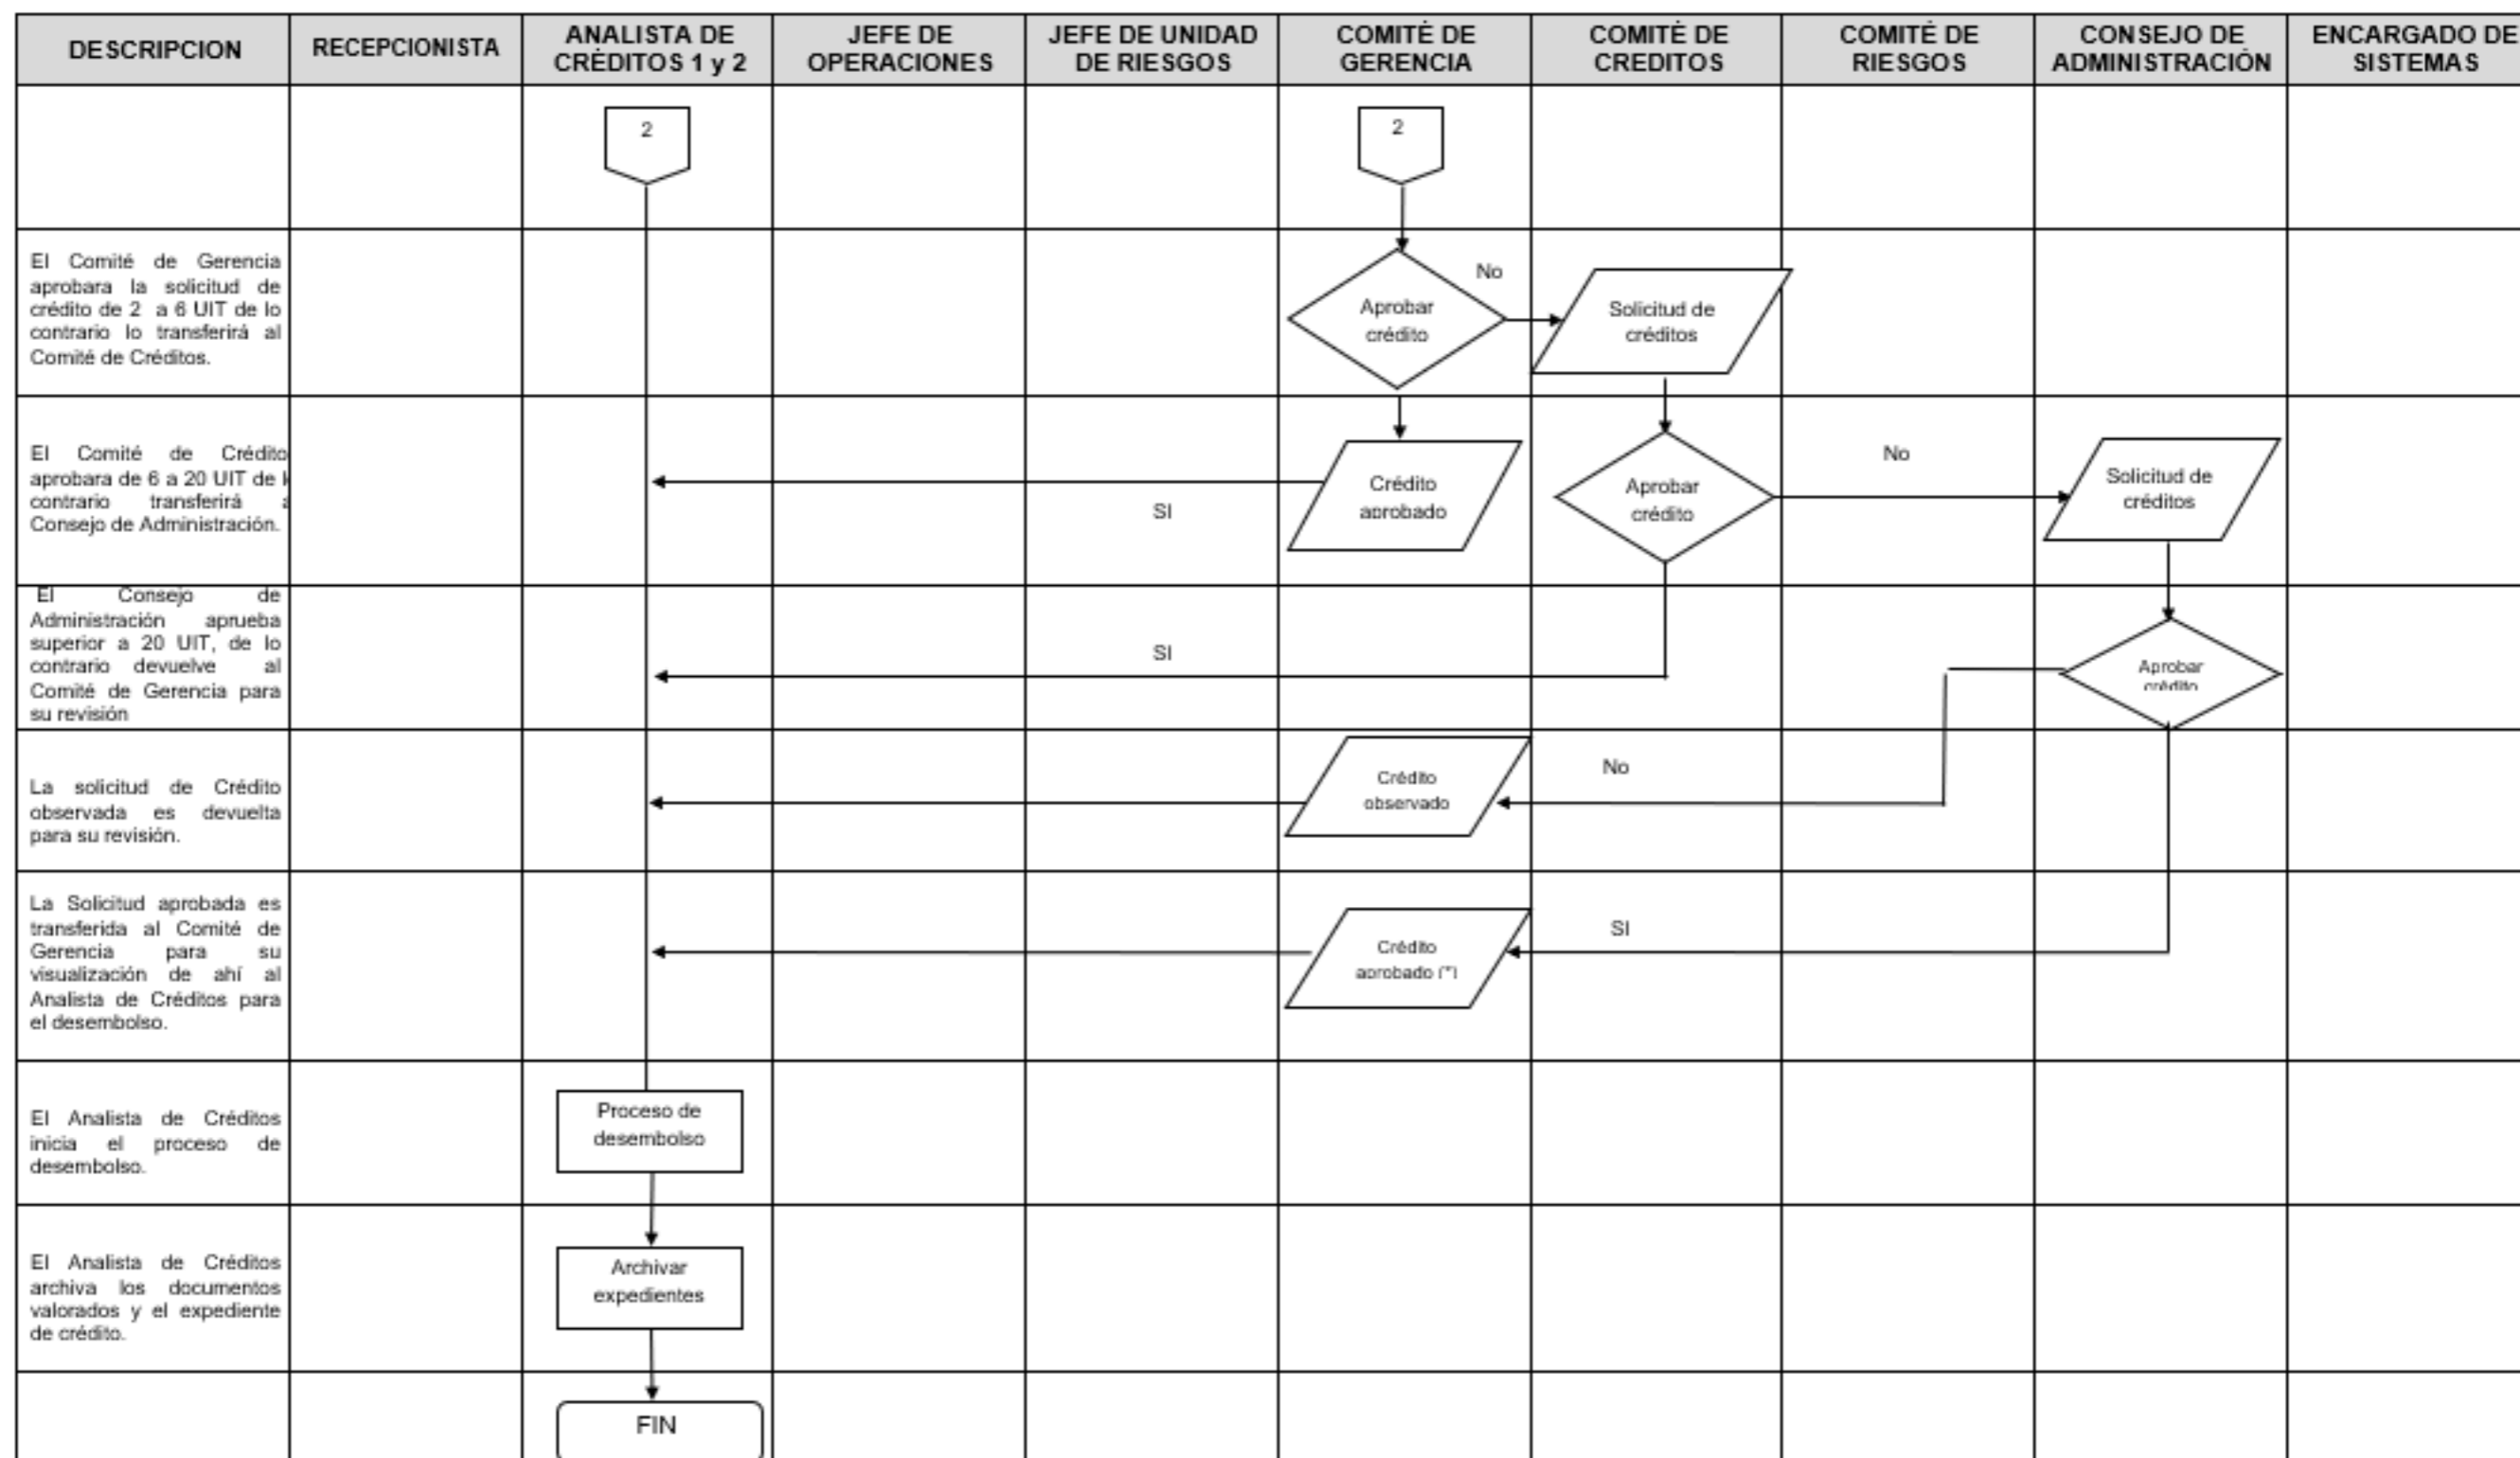 DESCRIPCION
RECEPCIONISTA
ANALISTA DE
CRÉDITOS 1 y 2
JEFE DE
OPERACIONES
JEFE DE UNIDAD
DE RIESGOS
COMITÉ DE
GERENCIA
COMITÉ DE
CREDITOS
COMITÉ DE
RIESGOS
CONSEJO DE
ADMINISTRACIÓN
ENCARGADO DE
SISTEMAS
2
2
El Comité de Gerencia
aprobara la solicitud de
crédito de 2 a 6 UIT de lo
contrario lo transferirá al
Comité de Créditos.
Aprobar
crédito
No
Solicitud de
créditos
El Comité de Crédito
aprobara de 6 a 20 UIT de
contrario transferirá
Consejo de Administración.
SI
Crédito
aprobado
Aprobar
crédito
No
Solicitud de
créditos
El Consejo de
Administración aprueba
superior a 20 UIT, de lo
contrario devuelve al
Comité de Gerencia para
su revisión
SI
Aprobar
crédito
La solicitud de Crédito
observada es devuelta
para su revisión.
Crédito
observado
No
La Solicitud aprobada es
transferida al Comité de
Gerencia para su
visualización de ahí al
Analista de Créditos para
el desembolso.
Crédito
aprobado (*)
SI
El Analista de Créditos
inicia el proceso de
desembolso.
Proceso de
desembolso
El Analista de Créditos
archiva los documentos
valorados y el expediente
de crédito.
Archivar
expedientes
FIN